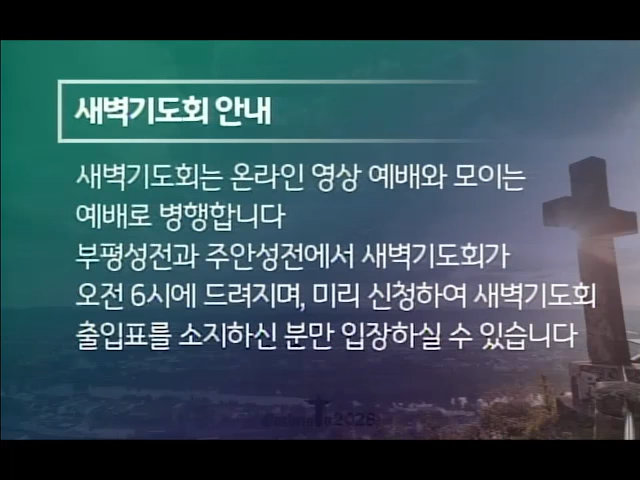 새벽기도회 안내
새벽기도회는 온라인 영상 예배와 모이는
예배로 병행합니다
부평성전과 주안성전에서 새벽기도회가
오전 6시에 드려지며, 미리 신청하여 새벽기도회
출입표를 소지하신 분만 입장하실 수 있습니다